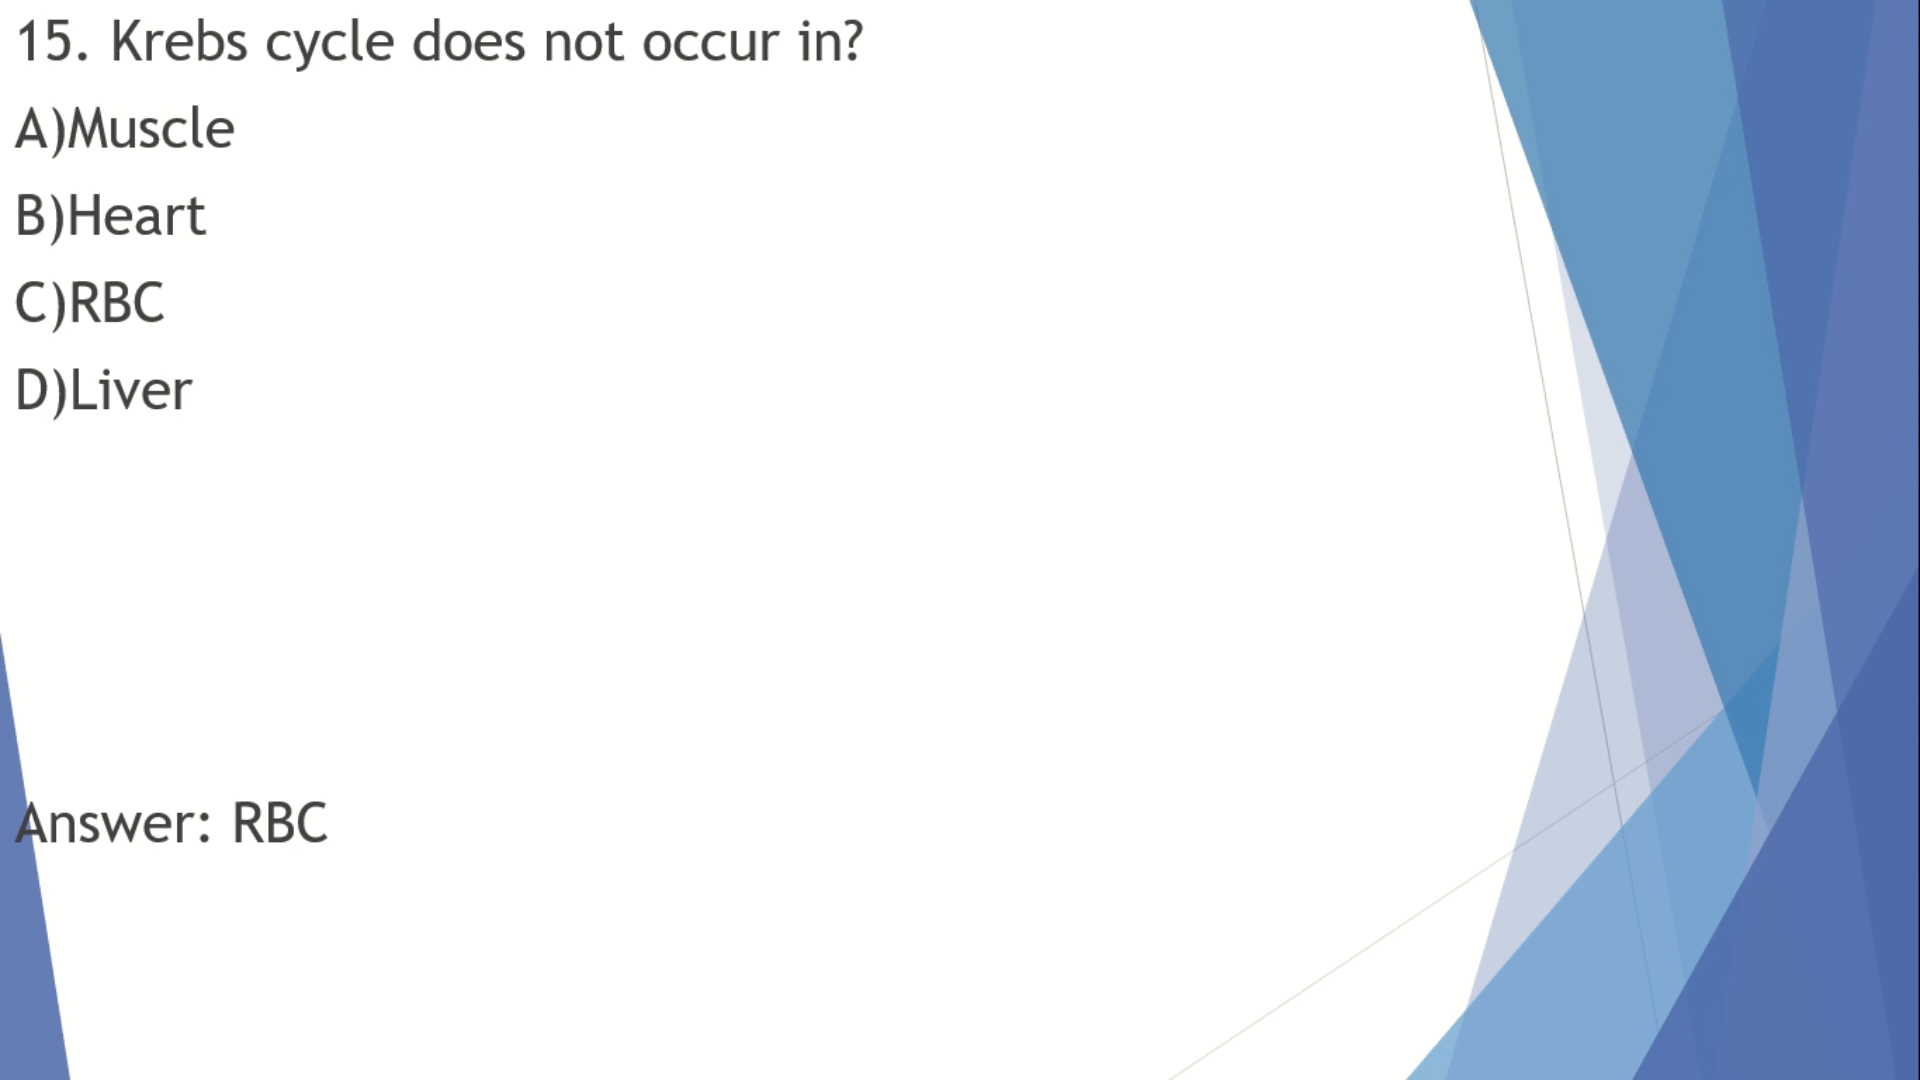 15. Krebs cycle does not occur in?
A)Muscle
B)Heart
C)RBC
D)Liver
Answer: RBC